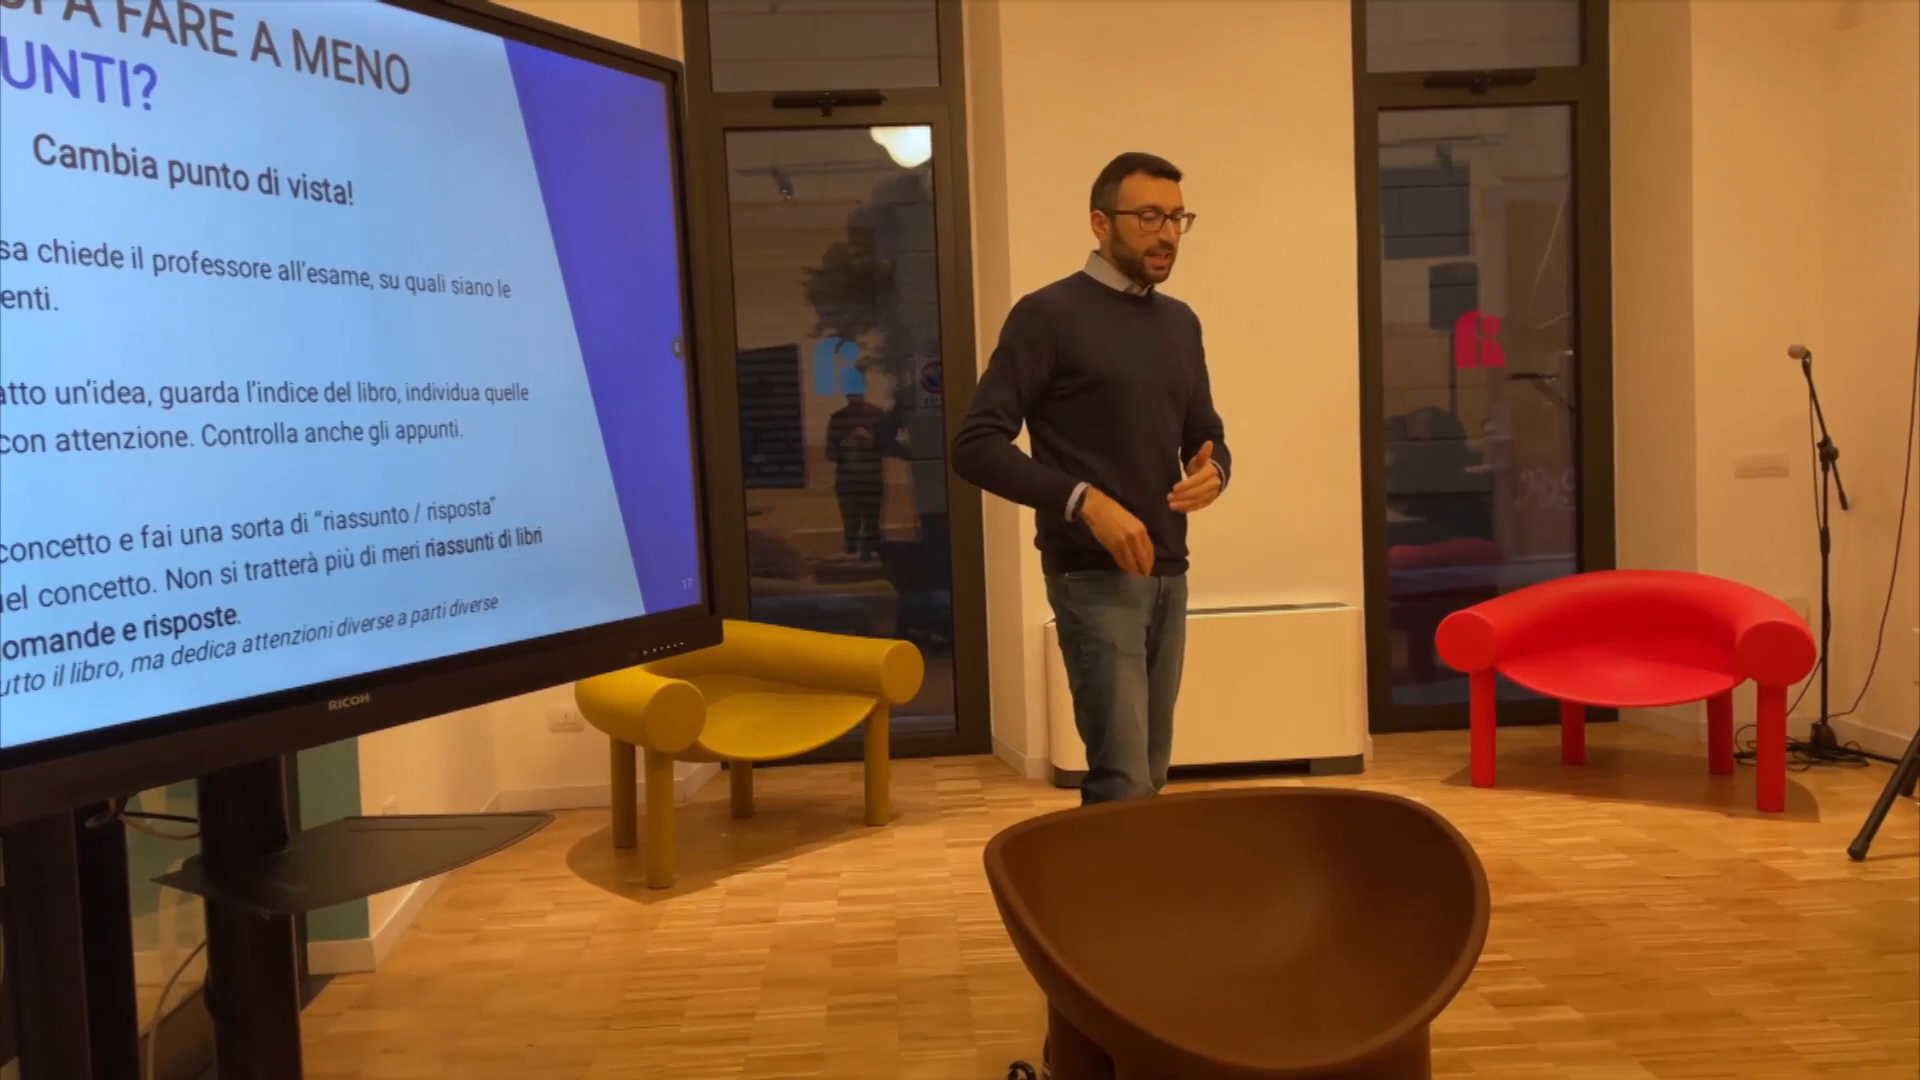 A FARE A MENO
UNTI?
Cambia punto di vista!
sa chiede il professore all'esame, su quali siano le
enti.
atto un'idea, guarda l'indice del libro, individua quelle
con attenzione. Controlla anche gli appunti.
concetto e fai una sorta di "riassunto / risposta"
del concetto. Non si tratterà più di meri riassunti di libri
omande e risposte.
utto il libro, ma dedica attenzioni diverse a parti diverse
17
RICOH